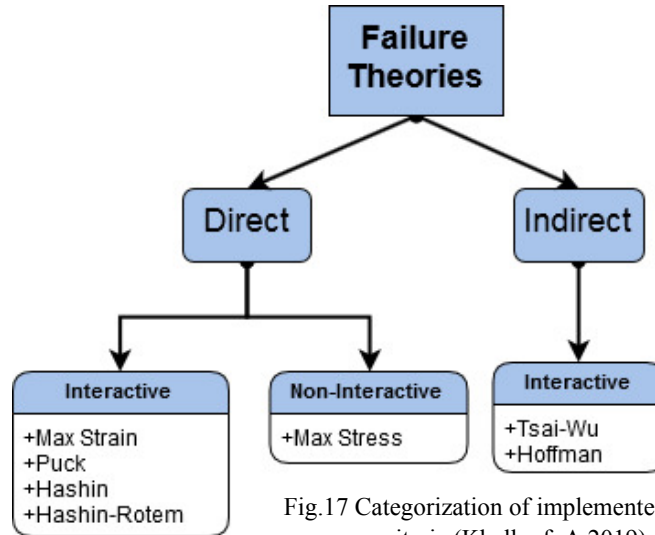 Failure
Theories
Direct
Indirect
Interactive
+Max Strain
+Puck
+Hashin
+Hashin-Rotem
Non-Interactive
+Max Stress
Interactive
+Tsai-Wu
+Hoffman
Fig.17 Categorization of implemente